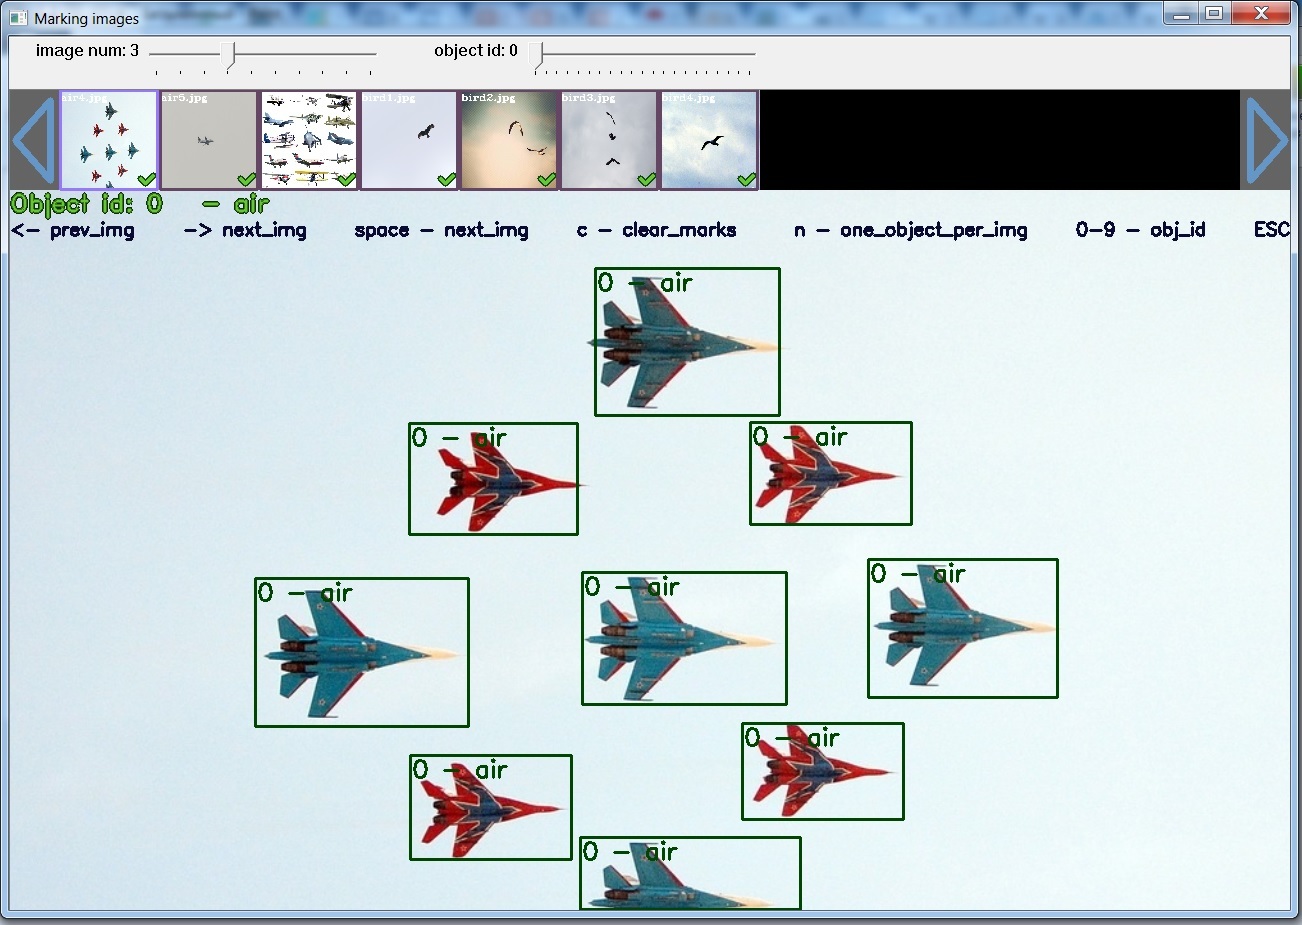 Marking images
image num: 3
object id: 0
air4.jpg
air5.jpg
bird1.jpg
bird2.jpg
bird3.jpg
bird4.jpg
Object id: 0 - air
<- prev_img -> next_img space - next_img c - clear_marks n - one_object_per_img 0-9 - obj_id ESC
0 - air
0 - air
0 - air
0 - air
0 - air
0 - air
0 - air
0 - air
0 - air